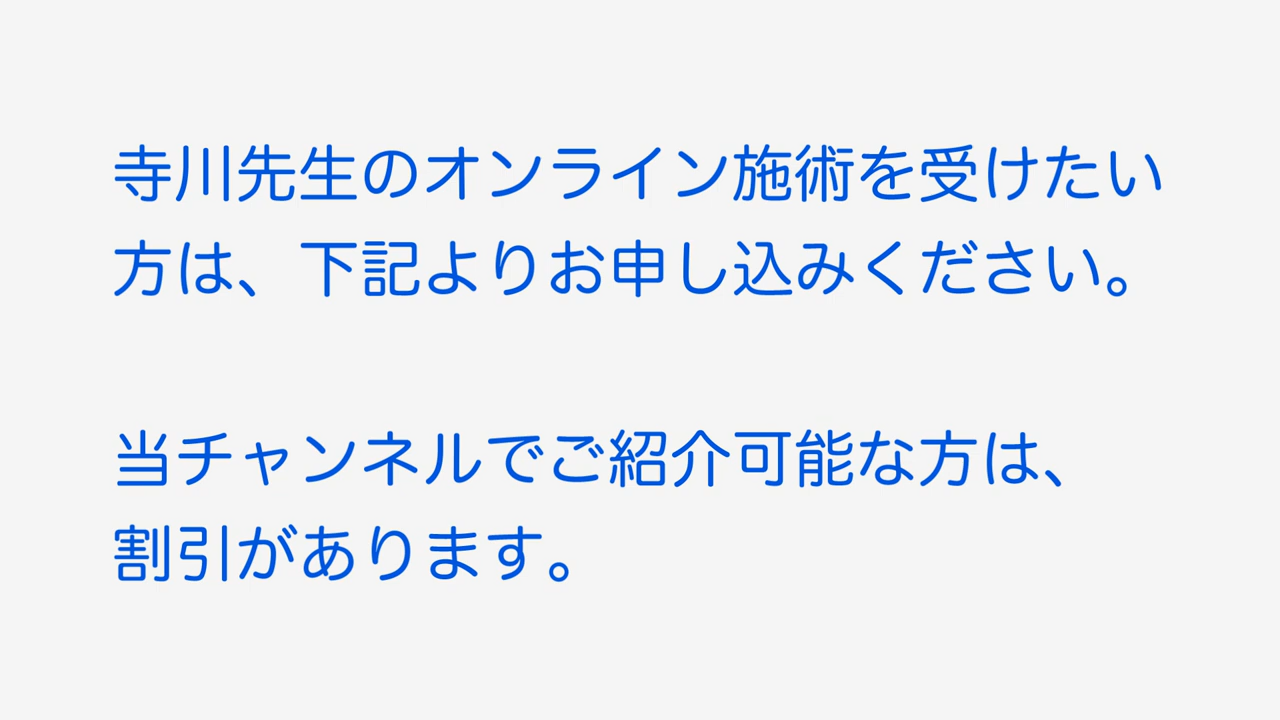 寺川先生のオンライン施術を受けたい
方は、下記よりお申し込みください。
当チャンネルでご紹介可能な方は、
割引があります。